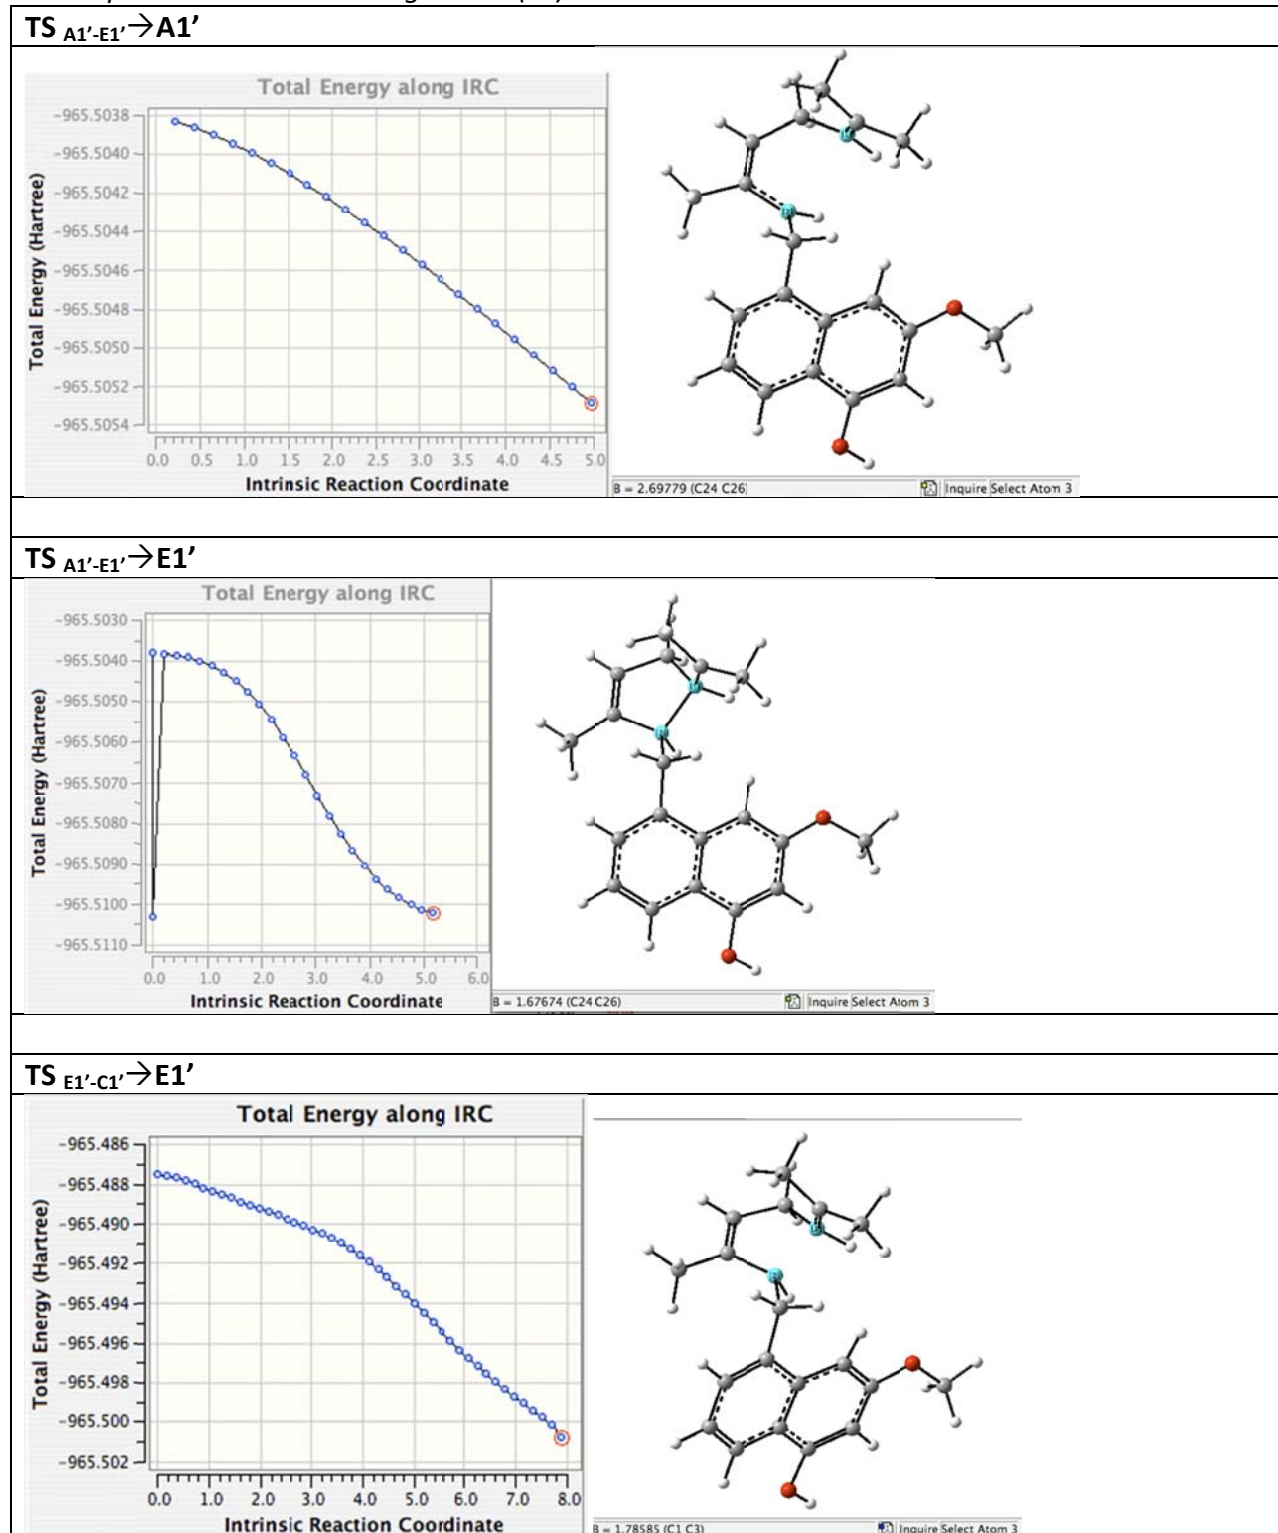 TS A1'-E1'→A1'
Total Energy along IRC
Total Energy (Hartree)
-965.5038
-965.5040
-965.5042
-965.5044
-965.5046
-965.5048
-965.5050
-965.5052
-965.5054
0.0 0.5 1.0 1.5 2.0 2.5 3.0 3.5 4.0 4.5 5.0
Intrinsic Reaction Coordinate
B = 2.69779 (C24 C26)
Inquire Select Atom 3
TS A1'-E1'→E1'
Total Energy along IRC
Total Energy (Hartree)
-965.5030
-965.5040
-965.5050
-965.5060
-965.5070
-965.5080
-965.5090
-965.5100
-965.5110
0.0 1.0 2.0 3.0 4.0 5.0 6.0
Intrinsic Reaction Coordinate
B = 1.67674 (C24 C26)
Inquire Select Atom 3
TS E1'-C1'→E1'
Total Energy along IRC
Total Energy (Hartree)
-965.486
-965.488
-965.490
-965.492
-965.494
-965.496
-965.498
-965.500
-965.502
0.0 1.0 2.0 3.0 4.0 5.0 6.0 7.0 8.0
Intrinsic Reaction Coordinate
B = 1.78585 (C1 C3)
Inquire Select Atom 3